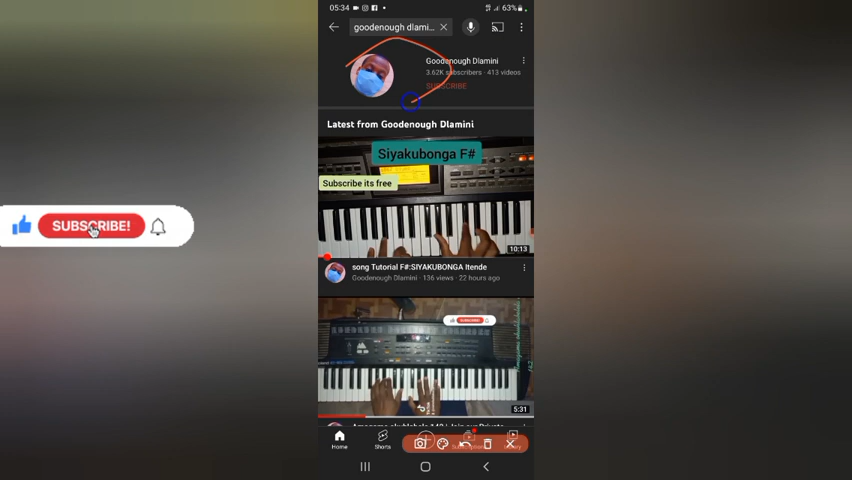 05:34
63%
goodenough dlami...
Goodenough Dlamini
3.62K subscribers · 413 videos
SUBSCRIBE
Latest from Goodenough Dlamini
Siyakubonga F#
Subscribe its free
10:13
SUBSCRIBE!
song Tutorial F#:SIYAKUBONGA Itende
Goodenough Dlamini · 136 views · 22 hours ago
SUBSCRIBE!
5:31
Home
Shorts